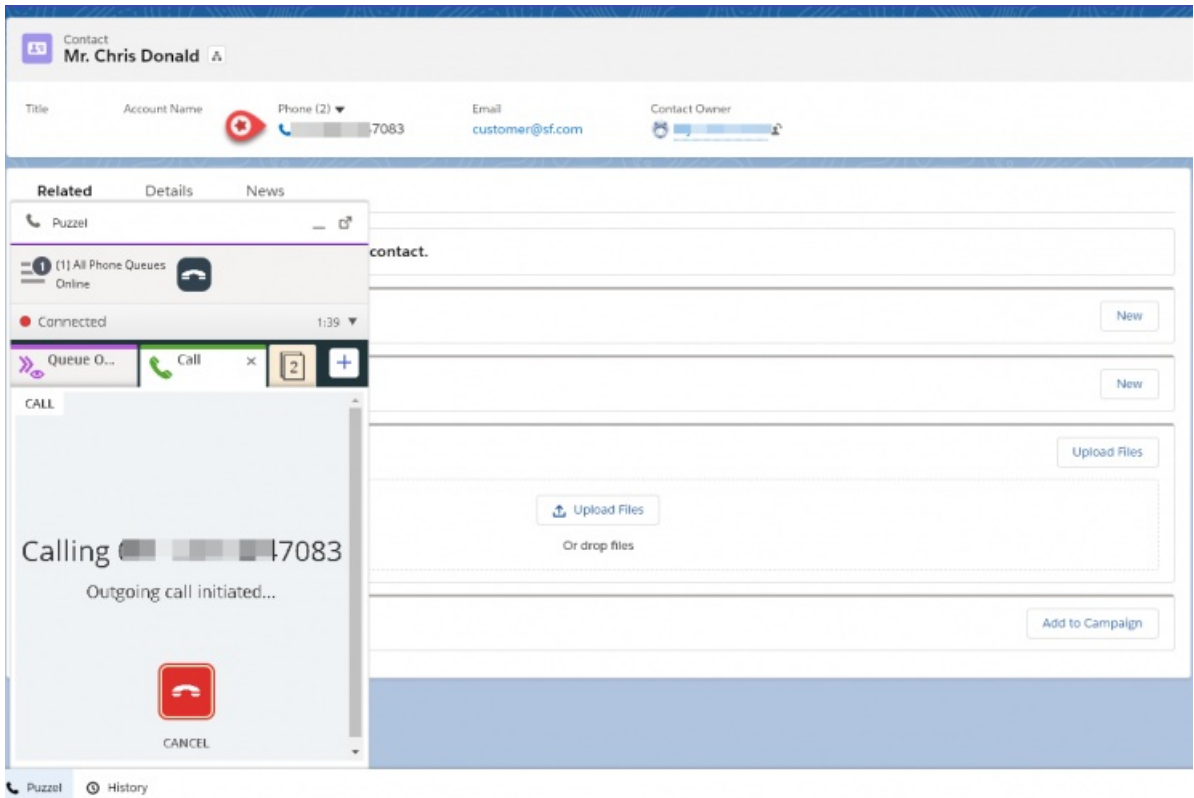 Contact
Mr. Chris Donald
Title
Account Name
Phone (2)
Email
Contact Owner
7083
customer@sf.com
Related
Details
News
Puzzel
contact.
1
(1) All Phone Queues
Online
New
Connected
1:39
Queue O...
Call
2
New
CALL
Upload Files
Upload Files
Or drop files
Calling 47083
Outgoing call initiated...
Add to Campaign
CANCEL
Puzzel
History